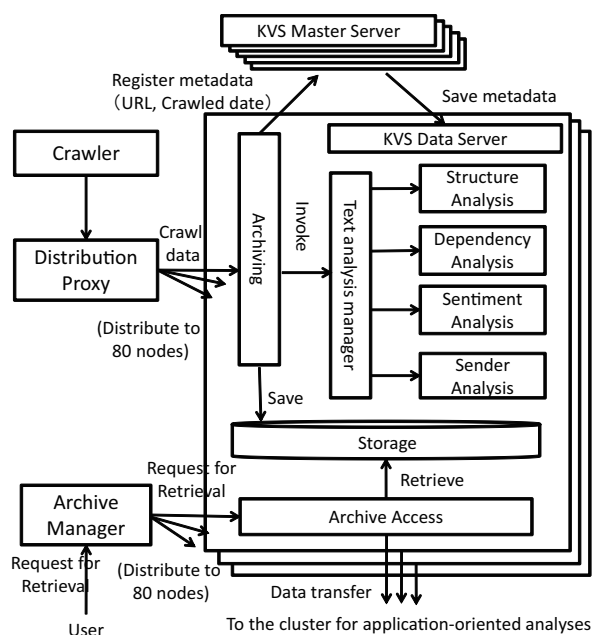 KVS Master Server
Register metadata
（URL, Crawled date）
Save metadata
KVS Data Server
Crawler
Structure
Analysis
Archiving
Invoke
Text analysis manager
Crawl
data
Distribution
Proxy
Dependency
Analysis
(Distribute to
80 nodes)
Sentiment
Analysis
Sender
Analysis
Save
Storage
Request for
Retrieval
Retrieve
Archive
Manager
Archive Access
Request for
Retrieval
(Distribute to
80 nodes)
Data transfer
User
To the cluster for application-oriented analyses